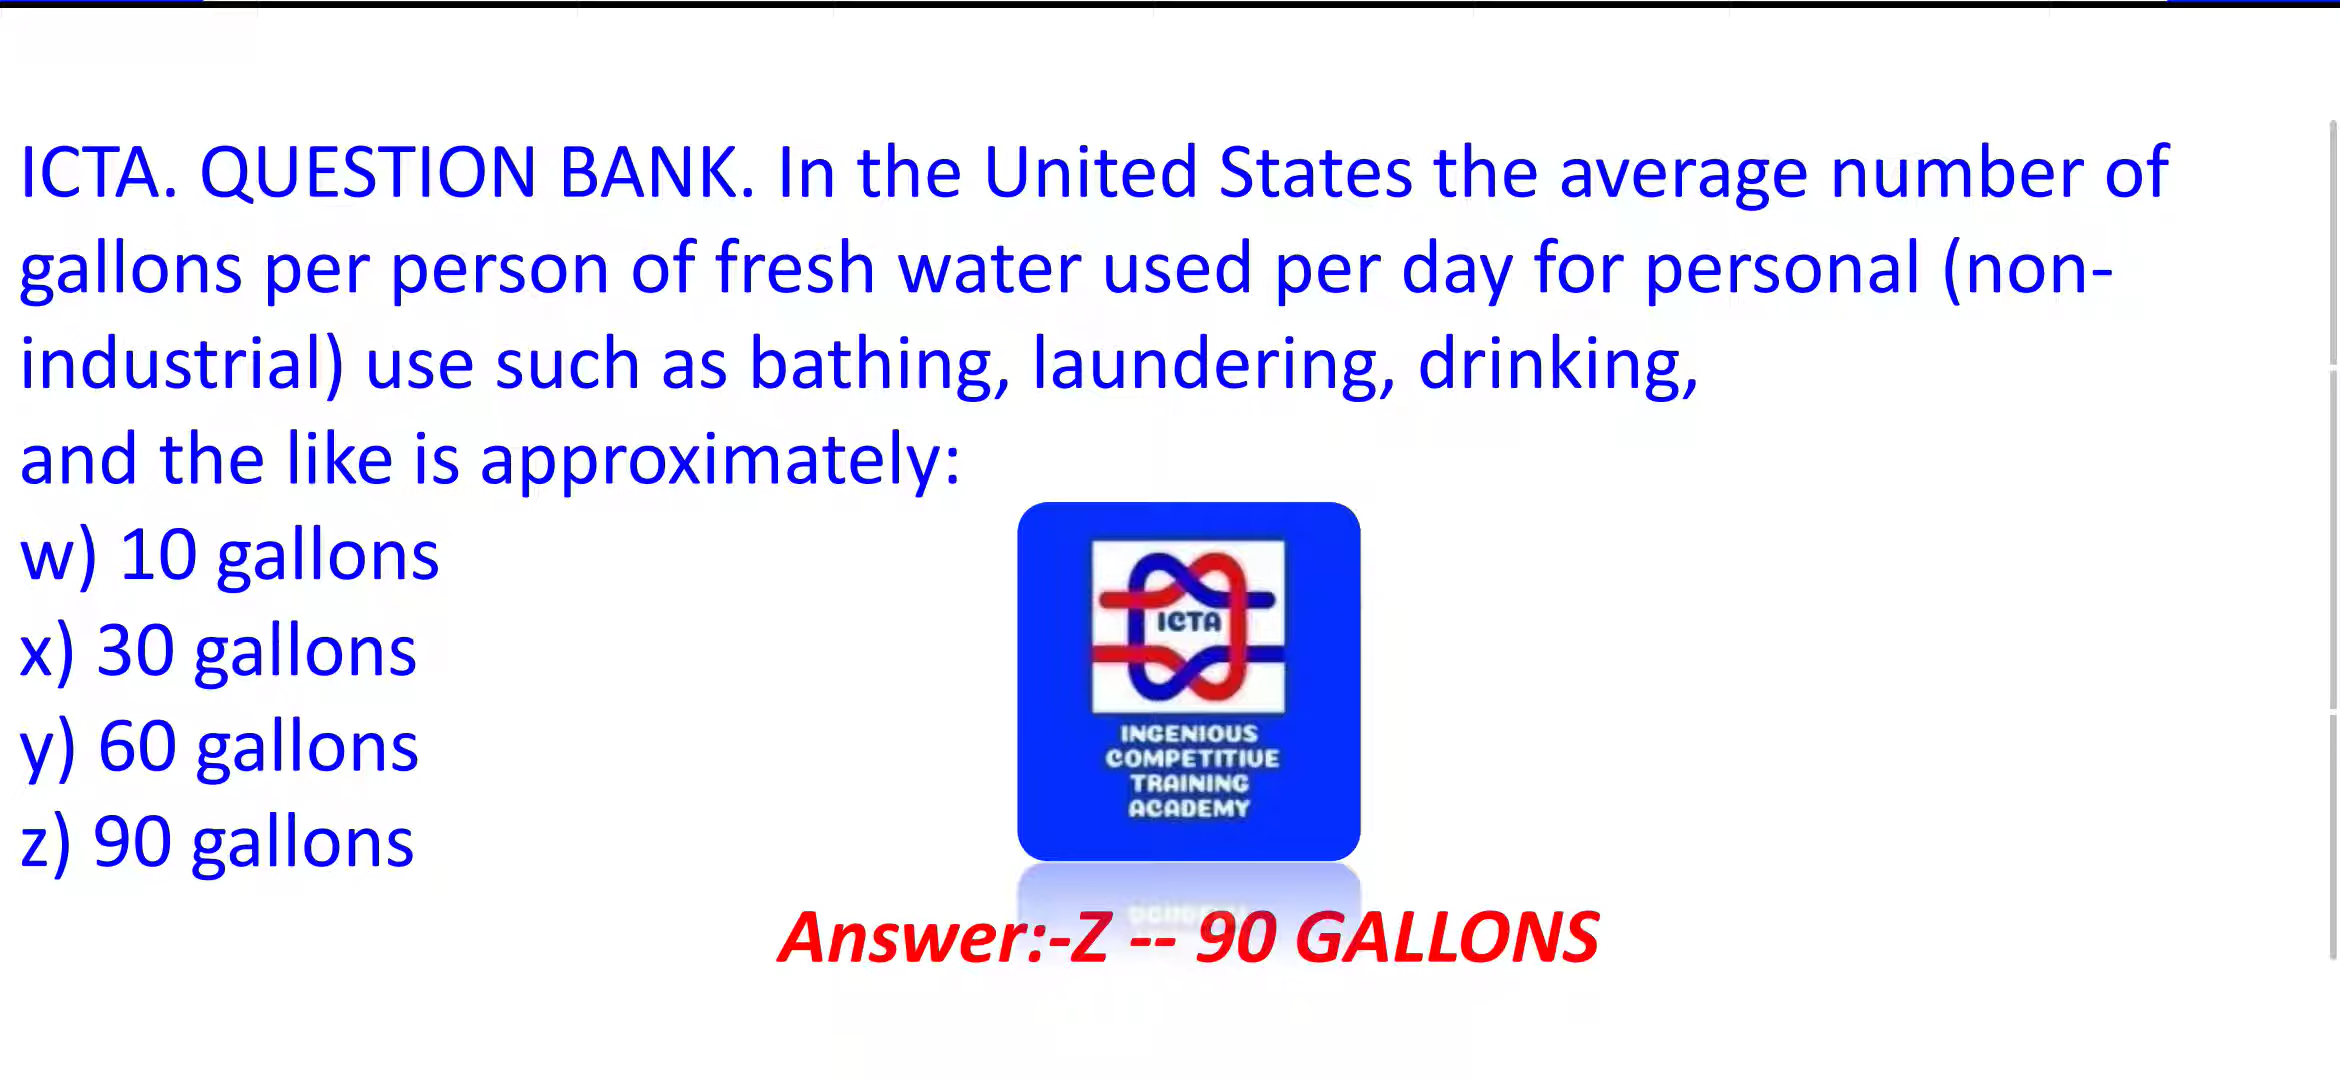 ICTA. QUESTION BANK. In the United States the average number of
gallons per person of fresh water used per day for personal (non-
industrial) use such as bathing, laundering, drinking,
and the like is approximately:
w) 10 gallons
x) 30 gallons
y) 60 gallons
z) 90 gallons
ICTA
INGENIOUS
COMPETITIVE
TRAINING
ACADEMY
Answer:-Z -- 90 GALLONS